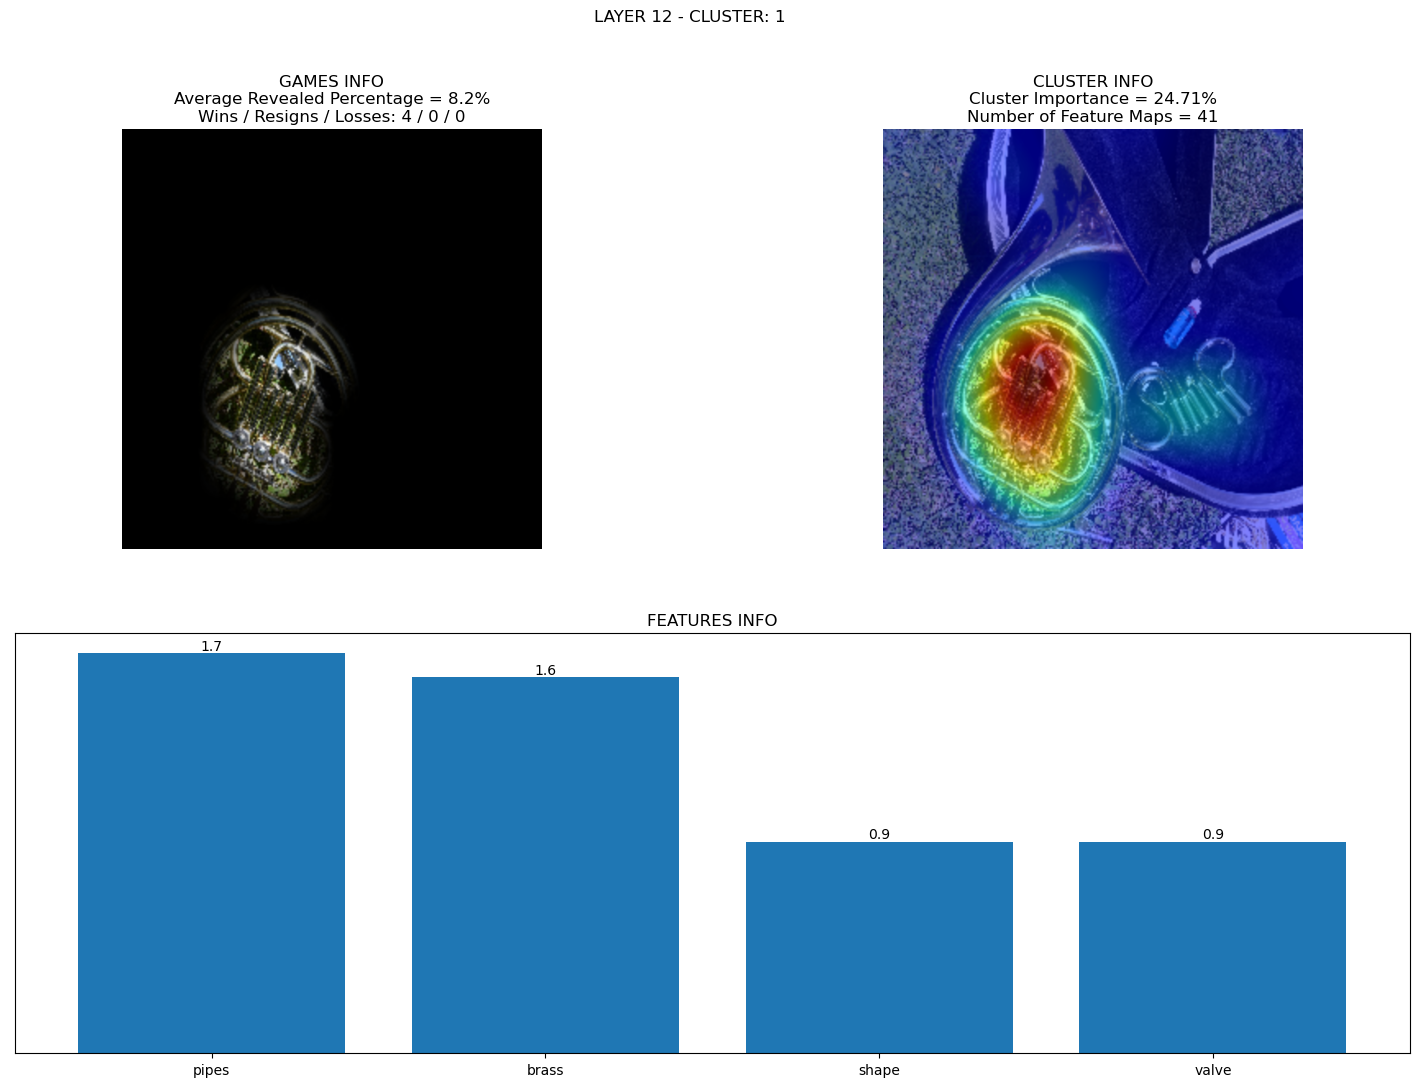 LAYER 12 - CLUSTER: 1
GAMES INFO
Average Revealed Percentage = 8.2%
Wins / Resigns / Losses: 4 / 0 / 0
CLUSTER INFO
Cluster Importance = 24.71%
Number of Feature Maps = 41
FEATURES INFO
1.7
1.6
0.9
0.9
pipes
brass
shape
valve